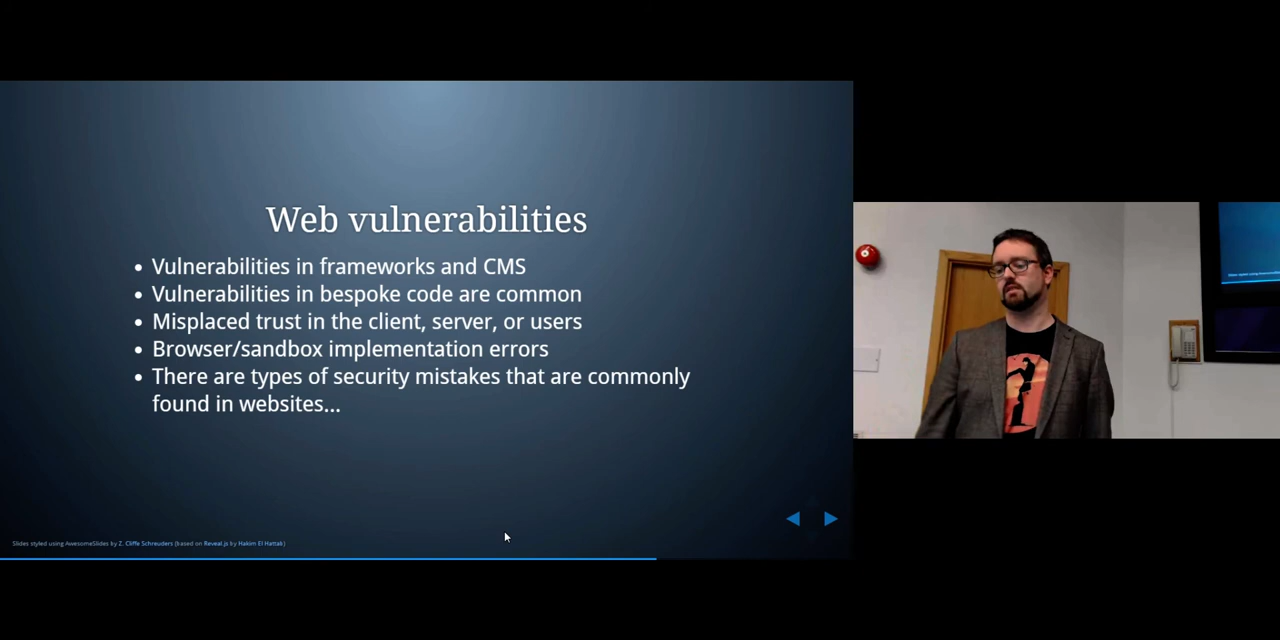 Web vulnerabilities
• Vulnerabilities in frameworks and CMS
• Vulnerabilities in bespoke code are common
• Misplaced trust in the client, server, or users
• Browser/sandbox implementation errors
• There are types of security mistakes that are commonly
found in websites...
Slides styled using AwesomeSlides by Z. Cliffe Schreuders (based on Reveal.js by Hakim El Hattab)